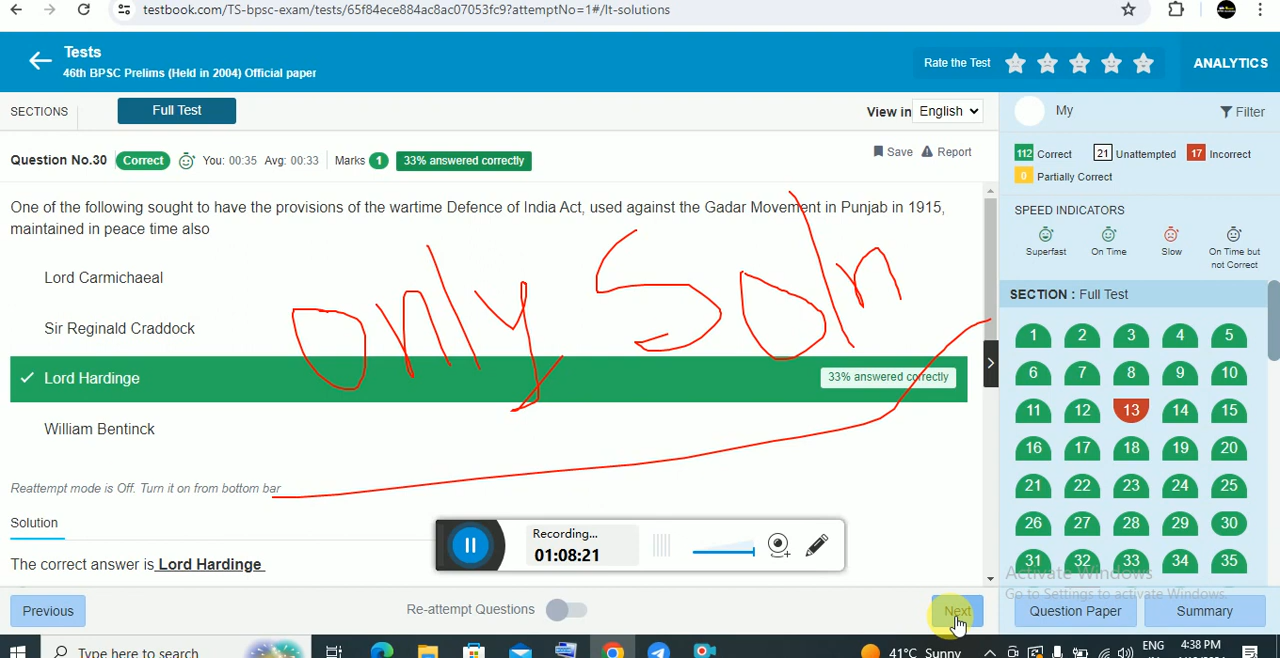 testbook.com/TS-bpsc-exam/tests/65f84ece884ac8ac07053fc9?attemptNo=1#/lt-solutions
Tests
46th BPSC Prelims (Held in 2004) Official paper
Rate the Test
ANALYTICS
SECTIONS
Full Test
View in English
My
Filter
Question No.30 Correct You: 00:35 Avg: 00:33 Marks 1 33% answered correctly
Save Report
112 Correct 21 Unattempted 17 Incorrect
0 Partially Correct
One of the following sought to have the provisions of the wartime Defence of India Act, used against the Gadar Movement in Punjab in 1915,
maintained in peace time also
SPEED INDICATORS
Superfast On Time Slow On Time but
not Correct
Lord Carmichaeal
Sir Reginald Craddock
Lord Hardinge
33% answered correctly
William Bentinck
only Soln
SECTION : Full Test
1 2 3 4 5
6 7 8 9 10
11 12 13 14 15
16 17 18 19 20
21 22 23 24 25
26 27 28 29 30
31 32 33 34 35
Reattempt mode is Off. Turn it on from bottom bar
Solution
Recording...
01:08:21
The correct answer is Lord Hardinge
Activate Windows
Go to Settings to activate Windows.
Previous
Re-attempt Questions
Next
Question Paper
Summary
Type here to search
41°C Sunny
ENG
4:38 PM